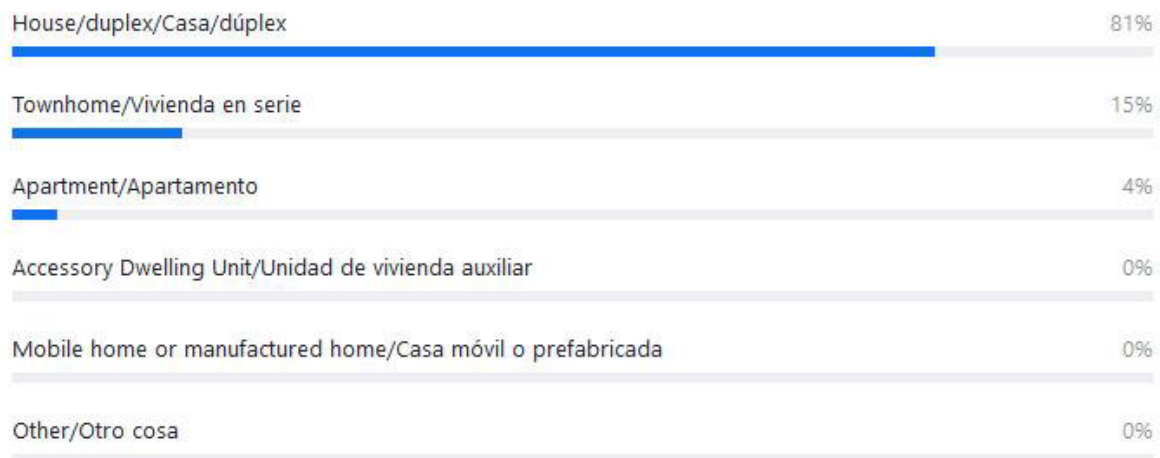 House/duplex/Casa/dúplex 81%
Townhome/Vivienda en serie 15%
Apartment/Apartamento 4%
Accessory Dwelling Unit/Unidad de vivienda auxiliar 0%
Mobile home or manufactured home/Casa móvil o prefabricada 0%
Other/Otro cosa 0%